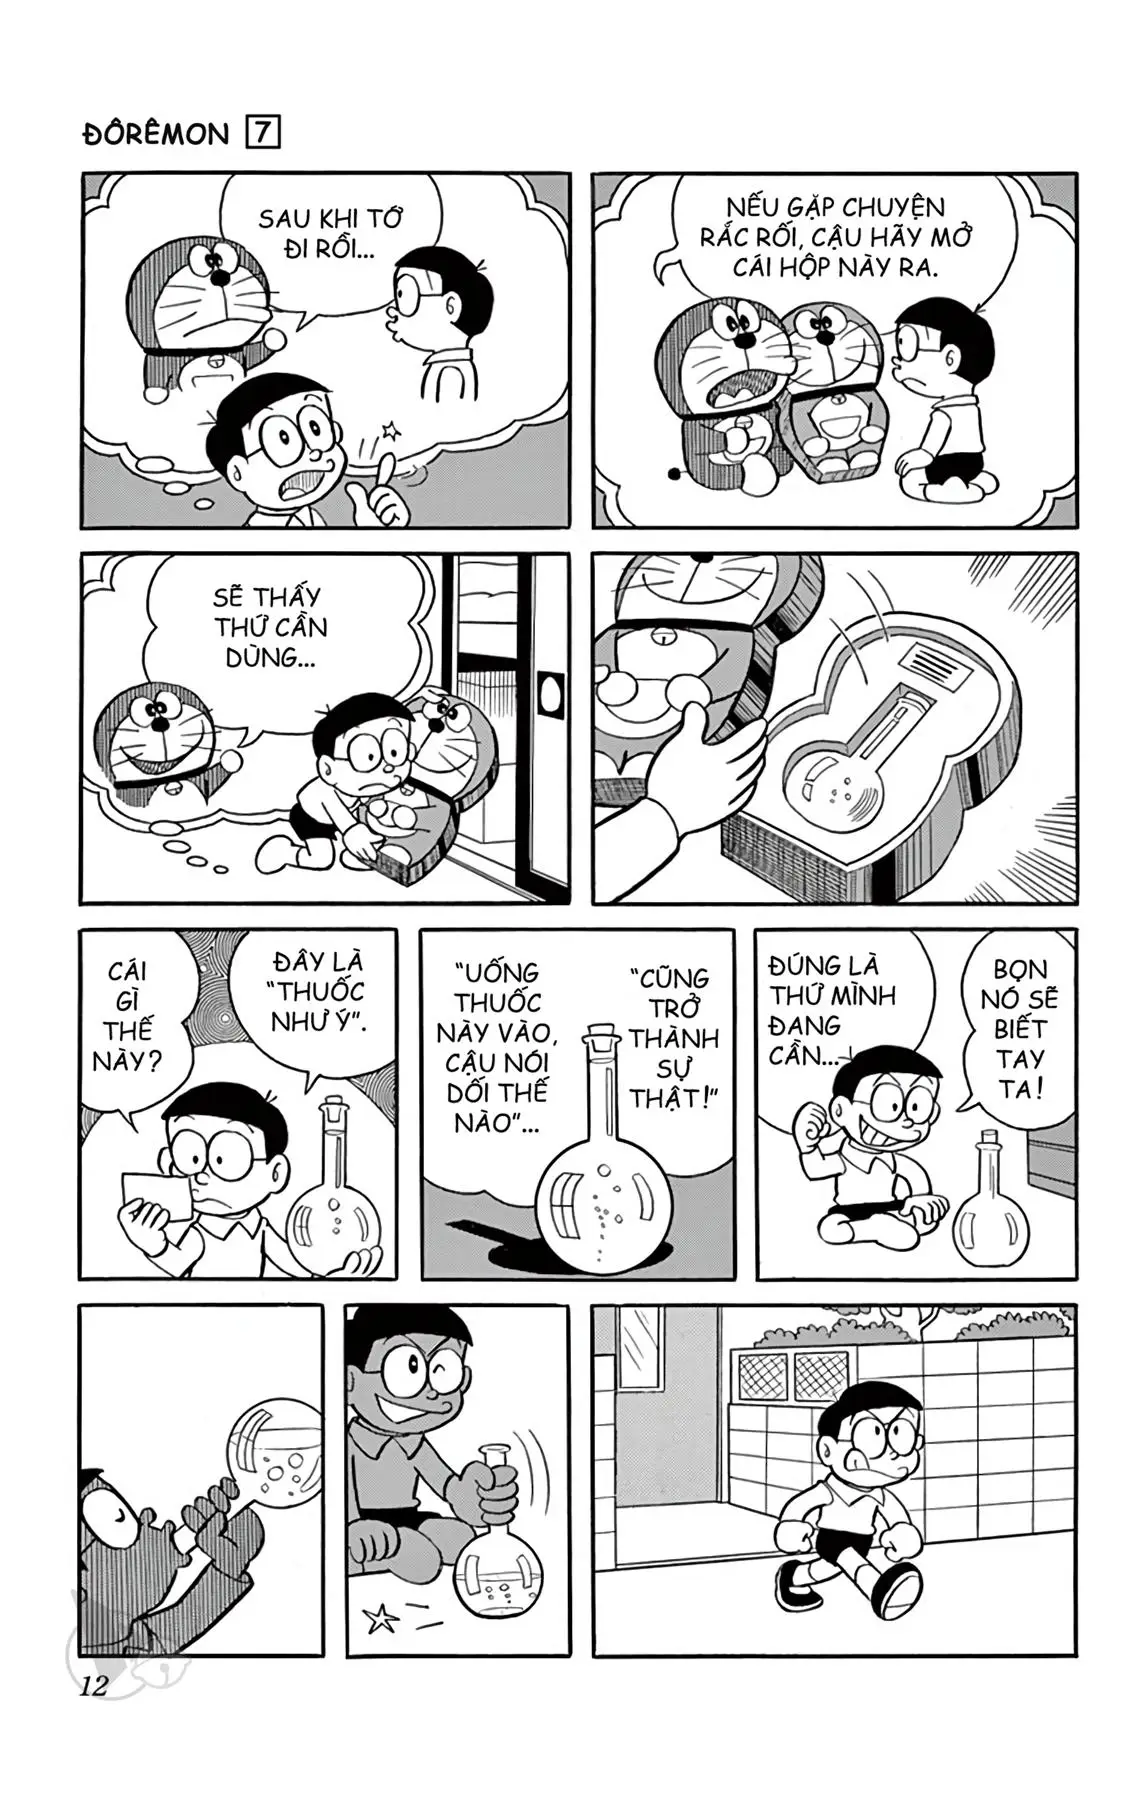 ĐÔRÊMON 7
SAU KHI TỚ
ĐI RỒI...
NẾU GẶP CHUYỆN
RẮC RỐI, CẬU HÃY MỞ
CÁI HỘP NÀY RA.
SẼ THẤY
THỨ CẦN
DÙNG...
CÁI
GÌ
THẾ
NÀY?
ĐÂY LÀ
"THUỐC
NHƯ Ý".
"UỐNG
THUỐC
NÀY VÀO,
CẬU NÓI
DỐI THẾ
NÀO"...
"CŨNG
TRỞ
THÀNH
SỰ
THẬT!"
ĐÚNG LÀ
THỨ MÌNH
ĐANG
CẦN...
BỌN
NÓ SẼ
BIẾT
TAY
TA!
12